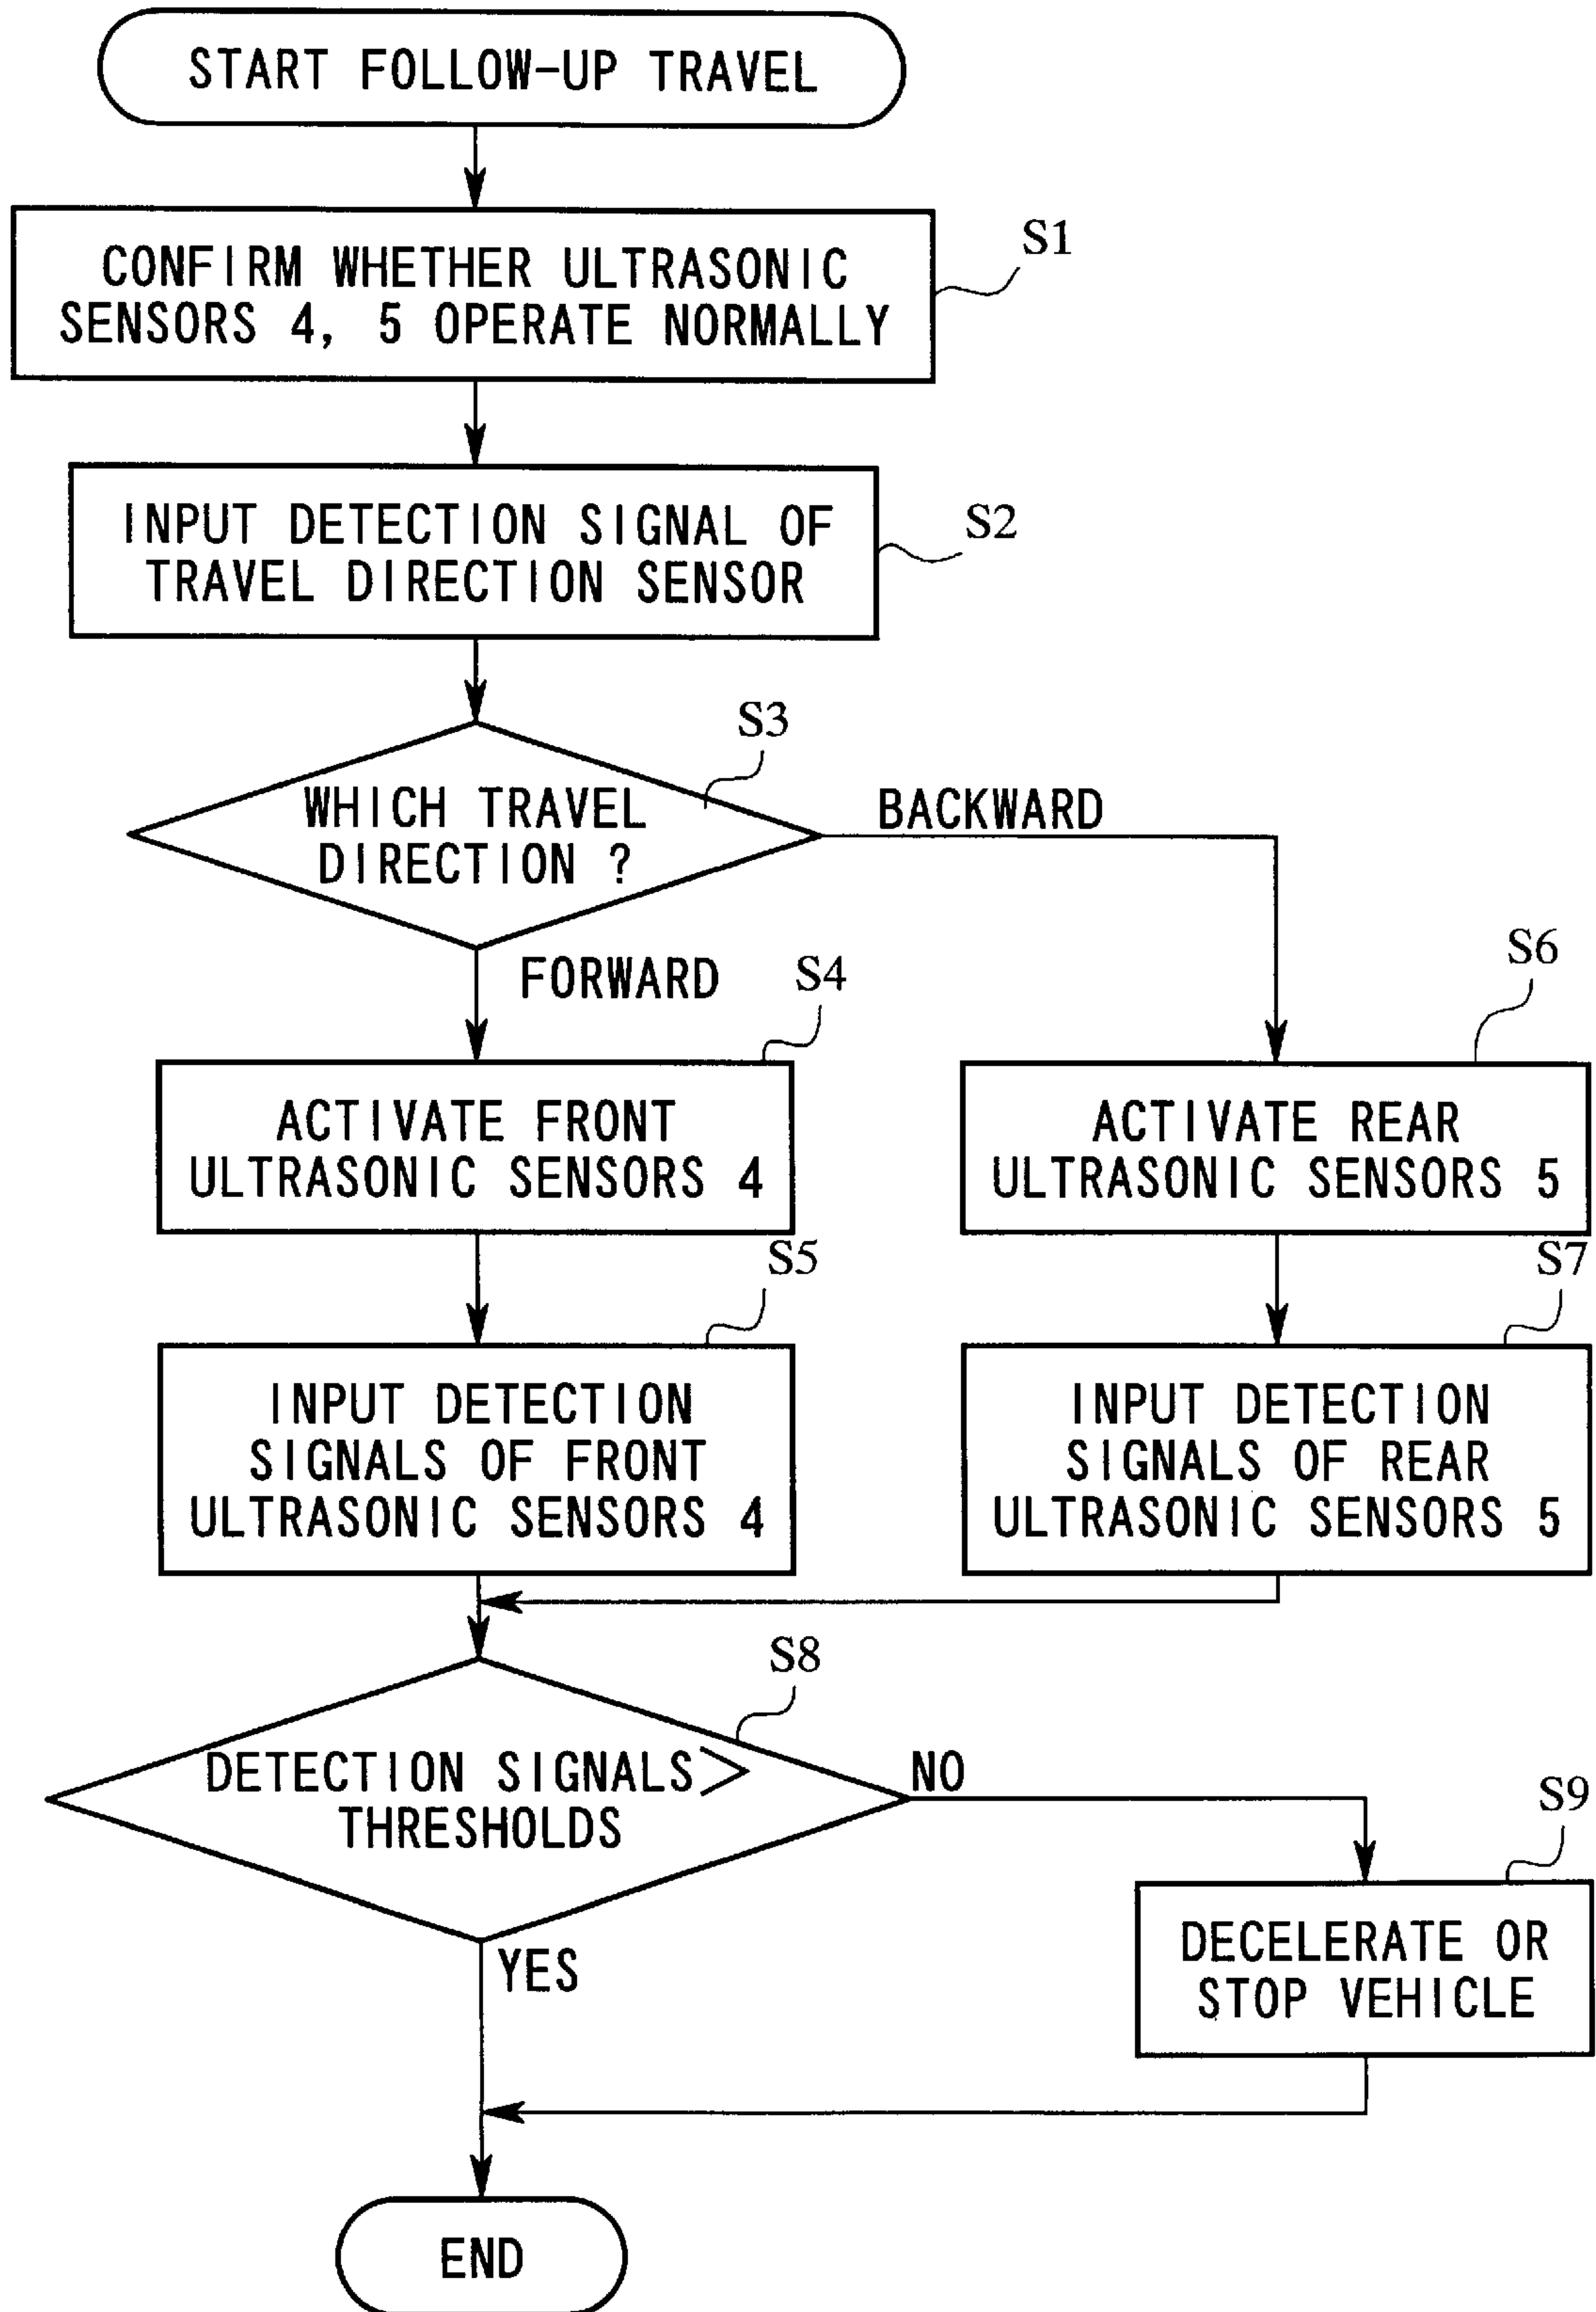 START FOLLOW-UP TRAVEL
S1
CONFIRM WHETHER ULTRASONIC
SENSORS 4, 5 OPERATE NORMALLY
S2
INPUT DETECTION SIGNAL OF
TRAVEL DIRECTION SENSOR
S3
WHICH TRAVEL
DIRECTION ?
BACKWARD
FORWARD
S4
S6
ACTIVATE FRONT
ULTRASONIC SENSORS 4
ACTIVATE REAR
ULTRASONIC SENSORS 5
S5
S7
INPUT DETECTION
SIGNALS OF FRONT
ULTRASONIC SENSORS 4
INPUT DETECTION
SIGNALS OF REAR
ULTRASONIC SENSORS 5
S8
DETECTION SIGNALS>
THRESHOLDS
NO
S9
YES
DECELERATE OR
STOP VEHICLE
END